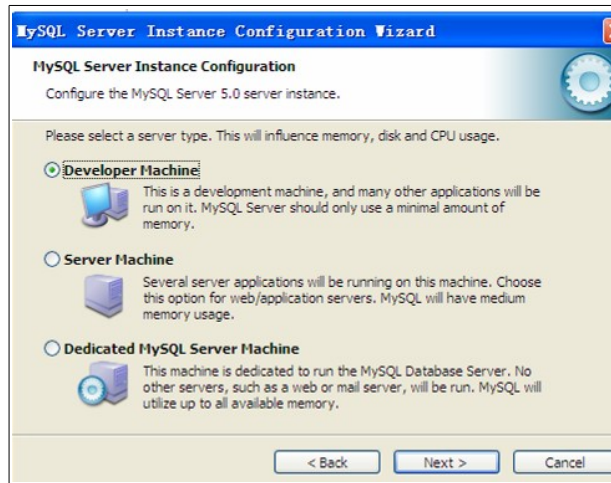 MySQL Server Instance Configuration Wizard
MySQL Server Instance Configuration
Configure the MySQL Server 5.0 server instance.
Please select a server type. This will influence memory, disk and CPU usage.
Developer Machine
This is a development machine, and many other applications will be
run on it. MySQL Server should only use a minimal amount of
memory.
Server Machine
Several server applications will be running on this machine. Choose
this option for web/application servers. MySQL will have medium
memory usage.
Dedicated MySQL Server Machine
This machine is dedicated to run the MySQL Database Server. No
other servers, such as a web or mail server, will be run. MySQL will
utilize up to all available memory.
< Back Next > Cancel